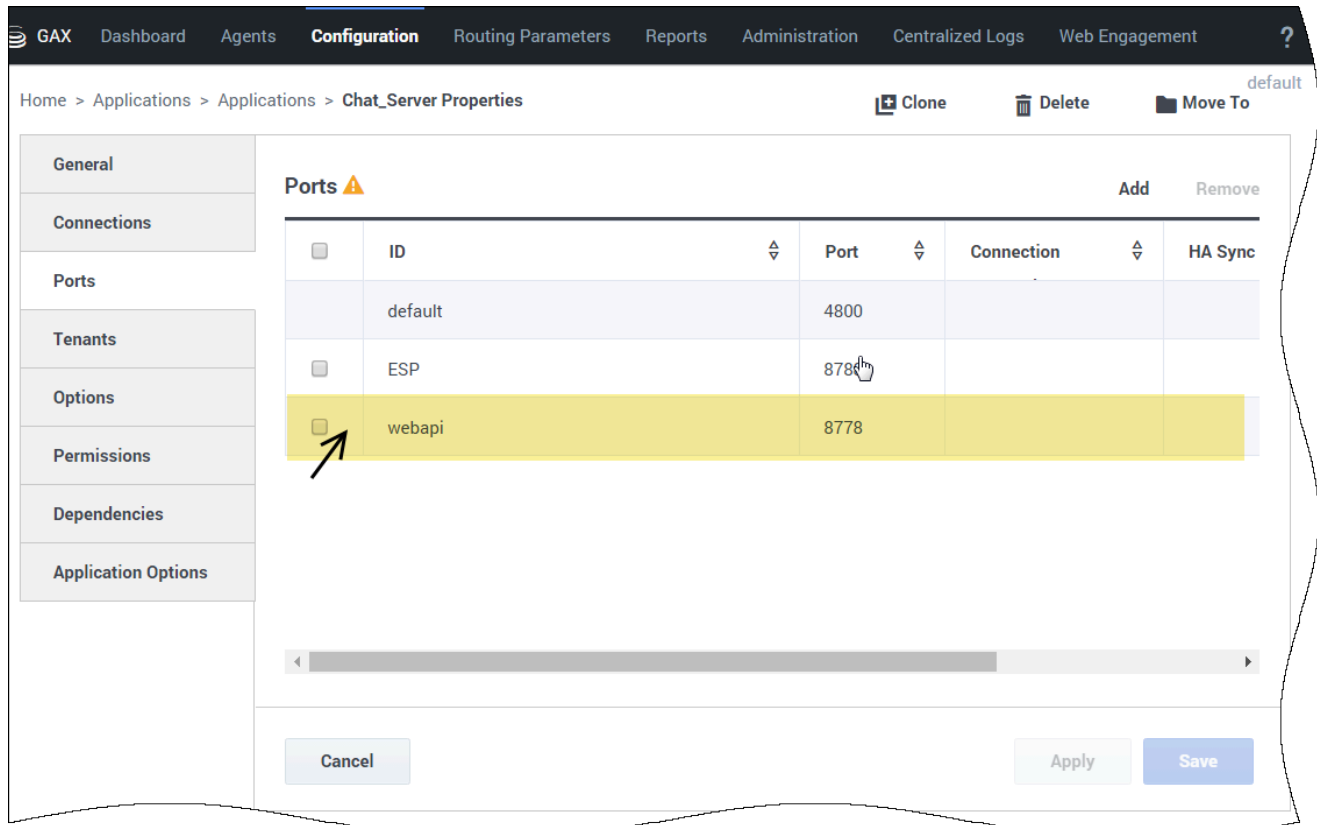 GAX Dashboard Agents Configuration Routing Parameters Reports Administration Centralized Logs Web Engagement ?
default
Home > Applications > Applications > Chat_Server Properties Clone Delete Move To
General
Connections
Ports
Tenants
Options
Permissions
Dependencies
Application Options
Ports Add Remove
ID Port Connection HA Sync
default 4800
ESP
webapi 8778
Cancel Apply Save